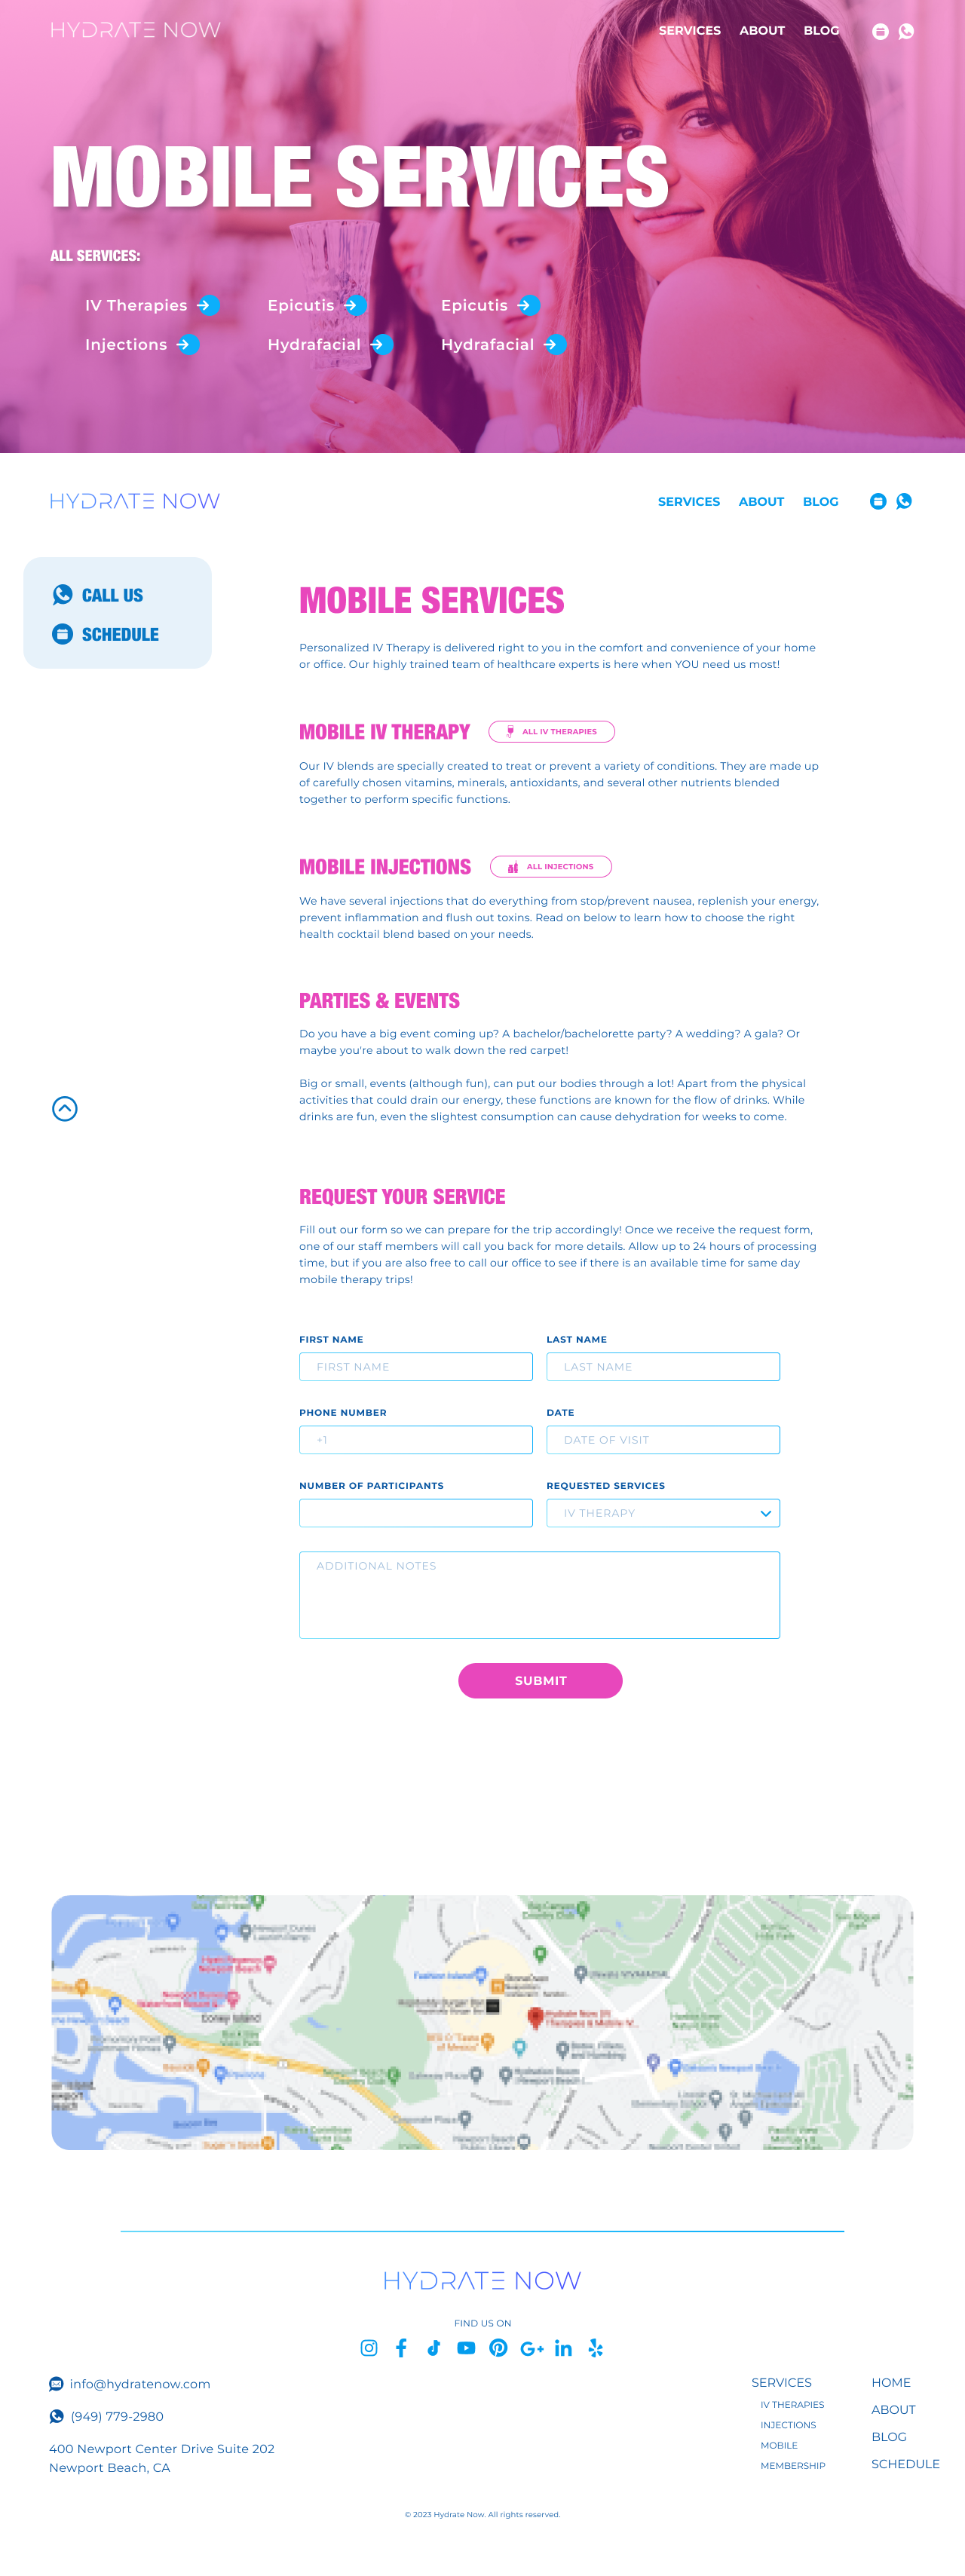 HYDRATE NOW
SERVICES ABOUT BLOG
MOBILE SERVICES
ALL SERVICES:
IV Therapies Epicutis Epicutis
Injections Hydrafacial Hydrafacial
HYDRATE NOW
SERVICES ABOUT BLOG
CALL US
SCHEDULE
MOBILE SERVICES
Personalized IV Therapy is delivered right to you in the comfort and convenience of your home
or office. Our highly trained team of healthcare experts is here when YOU need us most!
MOBILE IV THERAPY
ALL IV THERAPIES
Our IV blends are specially created to treat or prevent a variety of conditions. They are made up
of carefully chosen vitamins, minerals, antioxidants, and several other nutrients blended
together to perform specific functions.
MOBILE INJECTIONS
ALL INJECTIONS
We have several injections that do everything from stop/prevent nausea, replenish your energy,
prevent inflammation and flush out toxins. Read on below to learn how to choose the right
health cocktail blend based on your needs.
PARTIES & EVENTS
Do you have a big event coming up? A bachelor/bachelorette party? A wedding? A gala? Or
maybe you're about to walk down the red carpet!
Big or small, events (although fun), can put our bodies through a lot! Apart from the physical
activities that could drain our energy, these functions are known for the flow of drinks. While
drinks are fun, even the slightest consumption can cause dehydration for weeks to come.
REQUEST YOUR SERVICE
Fill out our form so we can prepare for the trip accordingly! Once we receive the request form,
one of our staff members will call you back for more details. Allow up to 24 hours of processing
time, but if you are also free to call our office to see if there is an available time for same day
mobile therapy trips!
FIRST NAME LAST NAME
FIRST NAME LAST NAME
PHONE NUMBER DATE
+1 DATE OF VISIT
NUMBER OF PARTICIPANTS REQUESTED SERVICES
IV THERAPY
ADDITIONAL NOTES
SUBMIT
Fashion Island
Hydrate Now (IV
HYDRATE NOW
FIND US ON
info@hydratenow.com
(949) 779-2980
400 Newport Center Drive Suite 202
Newport Beach, CA
SERVICES
IV THERAPIES
INJECTIONS
MOBILE
MEMBERSHIP
HOME
ABOUT
BLOG
SCHEDULE
© 2023 Hydrate Now. All rights reserved.